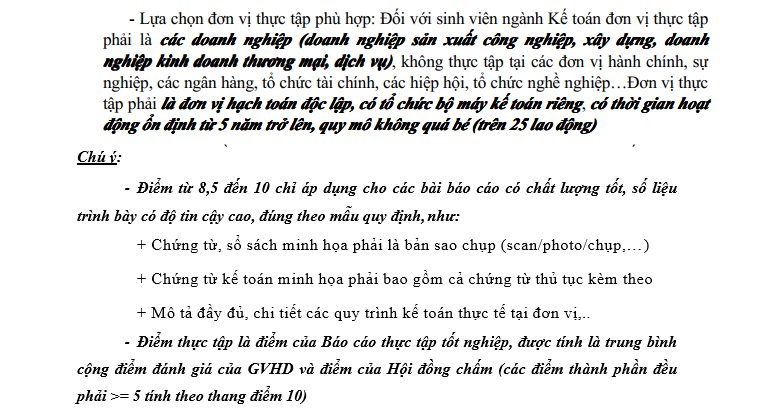 - Lựa chọn đơn vị thực tập phù hợp: Đối với sinh viên ngành Kế toán đơn vị thực tập
phải là các doanh nghiệp (doanh nghiệp sản xuất công nghiệp, xây dựng, doanh
nghiệp kinh doanh thương mại, dịch vụ), không thực tập tại các đơn vị hành chính, sự
nghiệp, các ngân hàng, tổ chức tài chính, các hiệp hội, tổ chức nghề nghiệp…Đơn vị thực
tập phải là đơn vị hạch toán độc lập, có tổ chức bộ máy kế toán riêng, có thời gian hoạt
động ổn định từ 5 năm trở lên, quy mô không quá bé (trên 25 lao động)
Chú ý:
- Điểm từ 8,5 đến 10 chỉ áp dụng cho các bài báo cáo có chất lượng tốt, số liệu
trình bày có độ tin cậy cao, đúng theo mẫu quy định, như:
+ Chứng từ, sổ sách minh họa phải là bản sao chụp (scan/photo/chụp,…)
+ Chứng từ kế toán minh họa phải bao gồm cả chứng từ thủ tục kèm theo
+ Mô tả đầy đủ, chi tiết các quy trình kế toán thực tế tại đơn vị,..
- Điểm thực tập là điểm của Báo cáo thực tập tốt nghiệp, được tính là trung bình
cộng điểm đánh giá của GVHD và điểm của Hội đồng chấm (các điểm thành phần đều
phải >= 5 tính theo thang điểm 10)